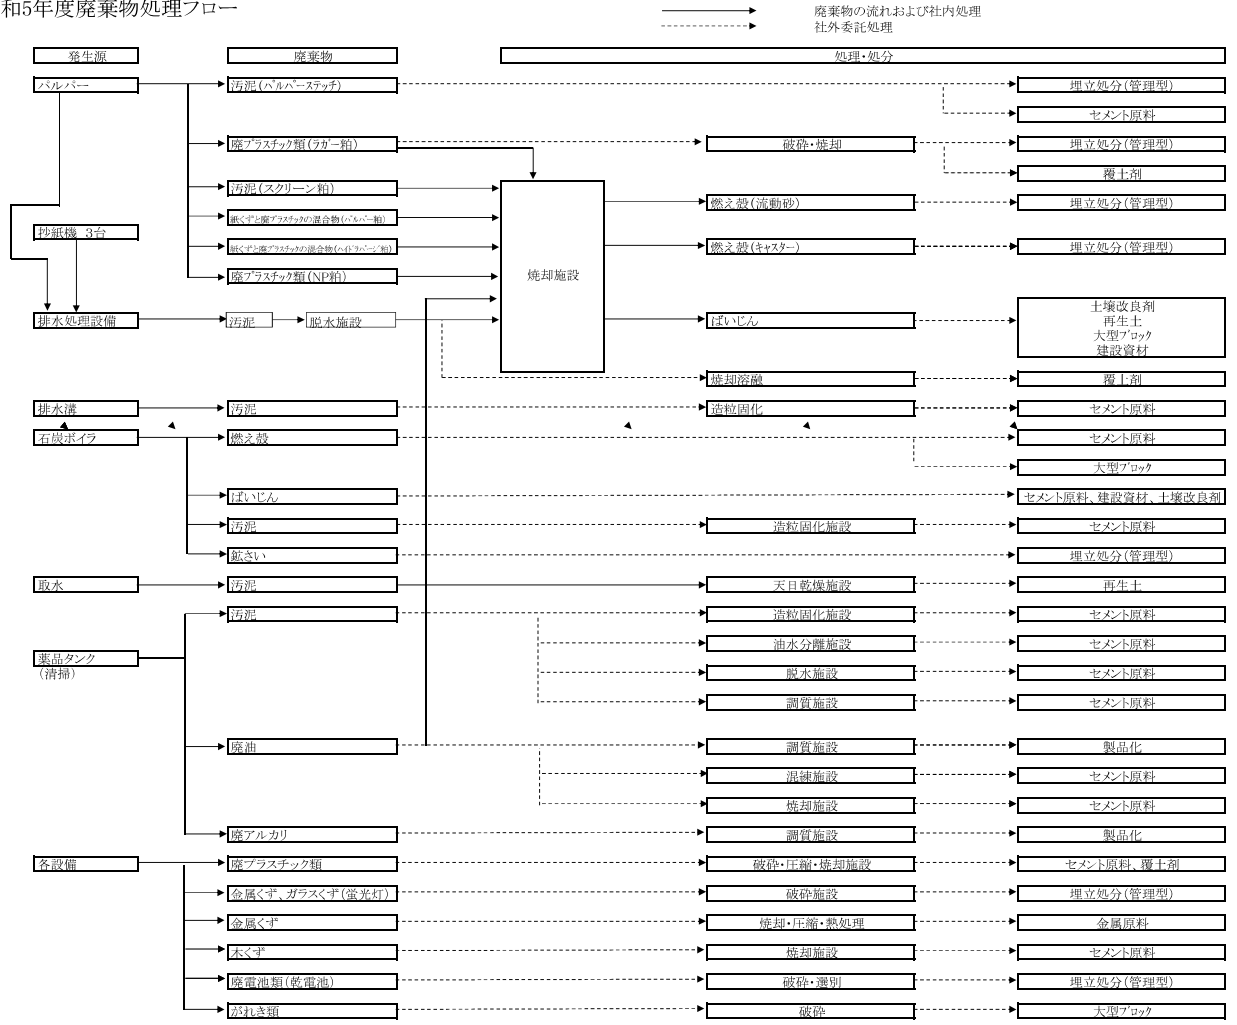 和5年度廃棄物処理フロー
廃棄物の流れおよび社内処理
社外委託処理
発生源 廃棄物 処理・処分
パルパー 汚泥(パルパーステッチ) 埋立処分(管理型)
セメント原料
廃プラスチック類(ラガー粕) 破砕・焼却 埋立処分(管理型)
覆土剤
汚泥(スクリーン粕)
燃え殻(流動砂) 埋立処分(管理型)
紙くずと廃プラスチックの混合物(パルパー粕)
抄紙機 3台
紙くずと廃プラスチックの混合物(ハイドラパージ粕) 燃え殻(キャスター) 埋立処分(管理型)
廃プラスチック類(NP粕) 焼却施設
排水処理設備 汚泥 脱水施設 ばいじん
土壌改良剤
再生土
大型ブロック
建設資材
焼却溶融 覆土剤
排水溝 汚泥 造粒固化 セメント原料
石炭ボイラ 燃え殻 セメント原料
大型ブロック
ばいじん セメント原料、建設資材、土壌改良剤
汚泥 造粒固化施設 セメント原料
鉱さい 埋立処分(管理型)
取水 汚泥 天日乾燥施設 再生土
汚泥 造粒固化施設 セメント原料
油水分離施設 セメント原料
薬品タンク
(清掃)
脱水施設 セメント原料
調質施設 セメント原料
廃油 調質施設 製品化
混練施設 セメント原料
焼却施設 セメント原料
廃アルカリ 調質施設 製品化
各設備 廃プラスチック類 破砕・圧縮・焼却施設 セメント原料、覆土剤
金属くず、ガラスくず(蛍光灯) 破砕施設 埋立処分(管理型)
金属くず 焼却・圧縮・熱処理 金属原料
木くず 焼却施設 セメント原料
廃電池類(乾電池) 破砕・選別 埋立処分(管理型)
がれき類 破砕 大型ブロック